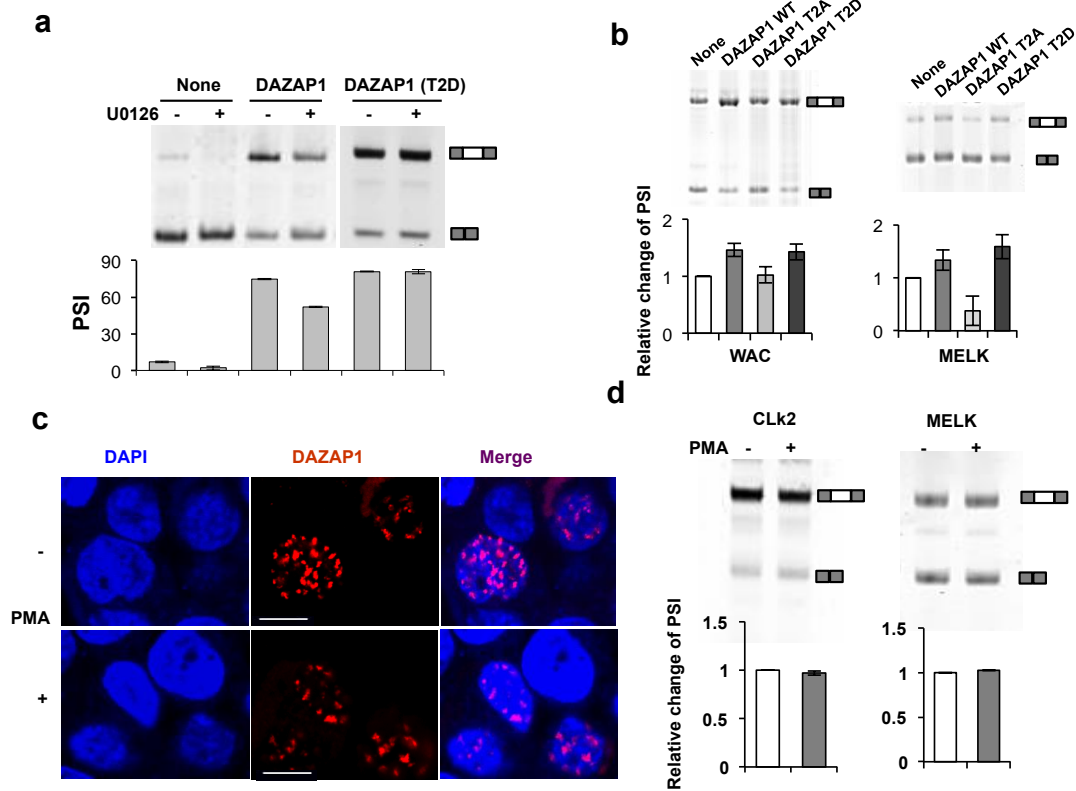 a
None DAZAP1 DAZAP1 (T2D)
U0126 - + - + - +
PSI
90
60
30
0
b
None DAZAP1 WT DAZAP1 T2A DAZAP1 T2D
None DAZAP1 WT DAZAP1 T2A DAZAP1 T2D
Relative change of PSI
2
1
0
WAC
2
1
0
MELK
c
DAPI DAZAP1 Merge
-
PMA
+
d
CLk2 MELK
PMA - + - +
Relative change of PSI
1.5
1
0.5
0
1.5
1
0.5
0